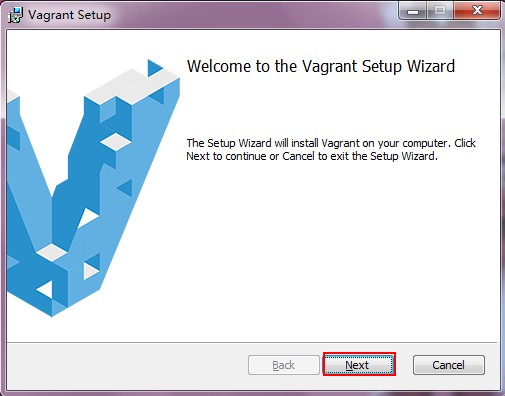 Vagrant Setup
Welcome to the Vagrant Setup Wizard
The Setup Wizard will install Vagrant on your computer. Click
Next to continue or Cancel to exit the Setup Wizard.
Back
Next
Cancel